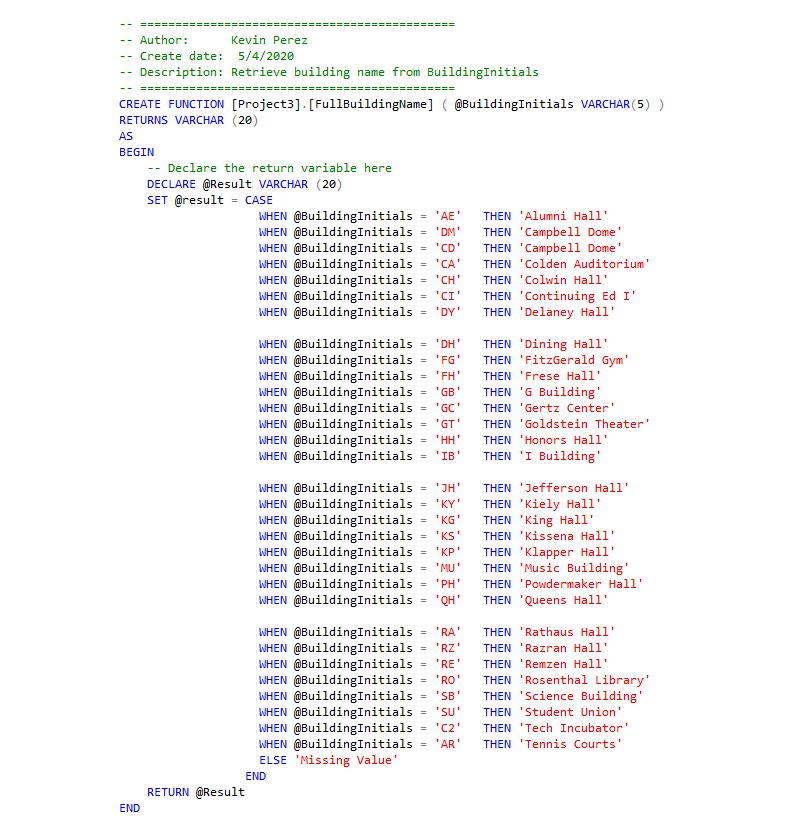 -- =============================================
-- Author:      Kevin Perez
-- Create date:  5/4/2020
-- Description: Retrieve building name from BuildingInitials
-- =============================================
CREATE FUNCTION [Project3].[FullBuildingName] ( @BuildingInitials VARCHAR(5) )
RETURNS VARCHAR (20)
AS
BEGIN
    -- Declare the return variable here
    DECLARE @Result VARCHAR (20)
    SET @result = CASE
                    WHEN @BuildingInitials = 'AE'   THEN 'Alumni Hall'
                    WHEN @BuildingInitials = 'DM'   THEN 'Campbell Dome'
                    WHEN @BuildingInitials = 'CD'   THEN 'Campbell Dome'
                    WHEN @BuildingInitials = 'CA'   THEN 'Colden Auditorium'
                    WHEN @BuildingInitials = 'CH'   THEN 'Colwin Hall'
                    WHEN @BuildingInitials = 'CI'   THEN 'Continuing Ed I'
                    WHEN @BuildingInitials = 'DY'   THEN 'Delaney Hall'

                    WHEN @BuildingInitials = 'DH'   THEN 'Dining Hall'
                    WHEN @BuildingInitials = 'FG'   THEN 'FitzGerald Gym'
                    WHEN @BuildingInitials = 'FH'   THEN 'Frese Hall'
                    WHEN @BuildingInitials = 'GB'   THEN 'G Building'
                    WHEN @BuildingInitials = 'GC'   THEN 'Gertz Center'
                    WHEN @BuildingInitials = 'GT'   THEN 'Goldstein Theater'
                    WHEN @BuildingInitials = 'HH'   THEN 'Honors Hall'
                    WHEN @BuildingInitials = 'IB'   THEN 'I Building'

                    WHEN @BuildingInitials = 'JH'   THEN 'Jefferson Hall'
                    WHEN @BuildingInitials = 'KY'   THEN 'Kiely Hall'
                    WHEN @BuildingInitials = 'KG'   THEN 'King Hall'
                    WHEN @BuildingInitials = 'KS'   THEN 'Kissena Hall'
                    WHEN @BuildingInitials = 'KP'   THEN 'Klapper Hall'
                    WHEN @BuildingInitials = 'MU'   THEN 'Music Building'
                    WHEN @BuildingInitials = 'PH'   THEN 'Powdermaker Hall'
                    WHEN @BuildingInitials = 'QH'   THEN 'Queens Hall'

                    WHEN @BuildingInitials = 'RA'   THEN 'Rathaus Hall'
                    WHEN @BuildingInitials = 'RZ'   THEN 'Razran Hall'
                    WHEN @BuildingInitials = 'RE'   THEN 'Remzen Hall'
                    WHEN @BuildingInitials = 'RO'   THEN 'Rosenthal Library'
                    WHEN @BuildingInitials = 'SB'   THEN 'Science Building'
                    WHEN @BuildingInitials = 'SU'   THEN 'Student Union'
                    WHEN @BuildingInitials = 'C2'   THEN 'Tech Incubator'
                    WHEN @BuildingInitials = 'AR'   THEN 'Tennis Courts'
                    ELSE 'Missing Value'
                  END
    RETURN @Result
END